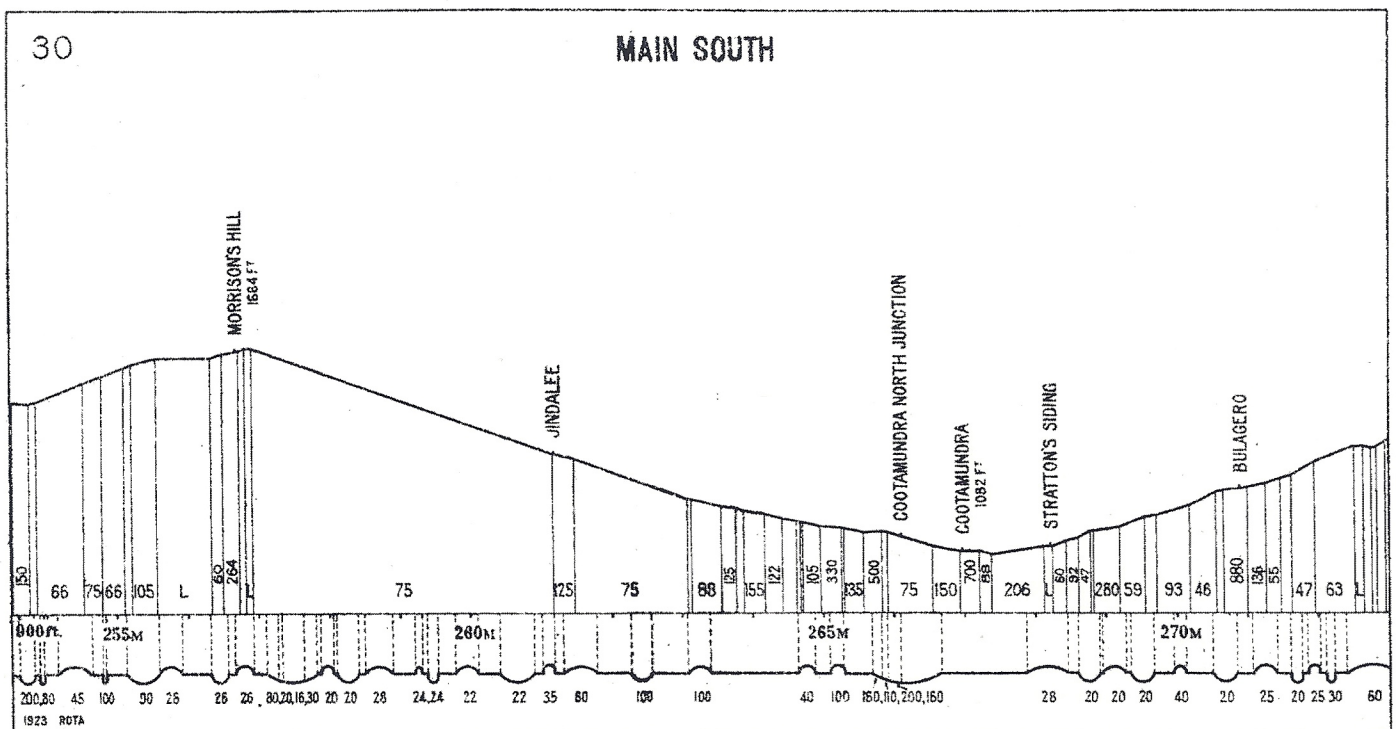 30
MAIN SOUTH
MORRISON'S HILL
1684 FT
JINDALEE
COOTAMUNDRA NORTH JUNCTION
COOTAMUNDRA
1082 FT
STRATTON'S SIDING
BULAGERO
150 66 75 66 105 L 60 264 L 75 125 75 88 125 155 122 105 330 135 500 75 150 700 88 206 L 60 92 47 280 59 93 46 880 136 55 47 63 L
900ft. 255M 260M 265M 270M
200, 80 45 100 90 26 26 26 80,20,16,30 20 20 28 24 24 22 22 35 60 100 100 40 100 160,110,200,160 28 20 20 20 40 20 25 20 25 30 60
1923 ROTA